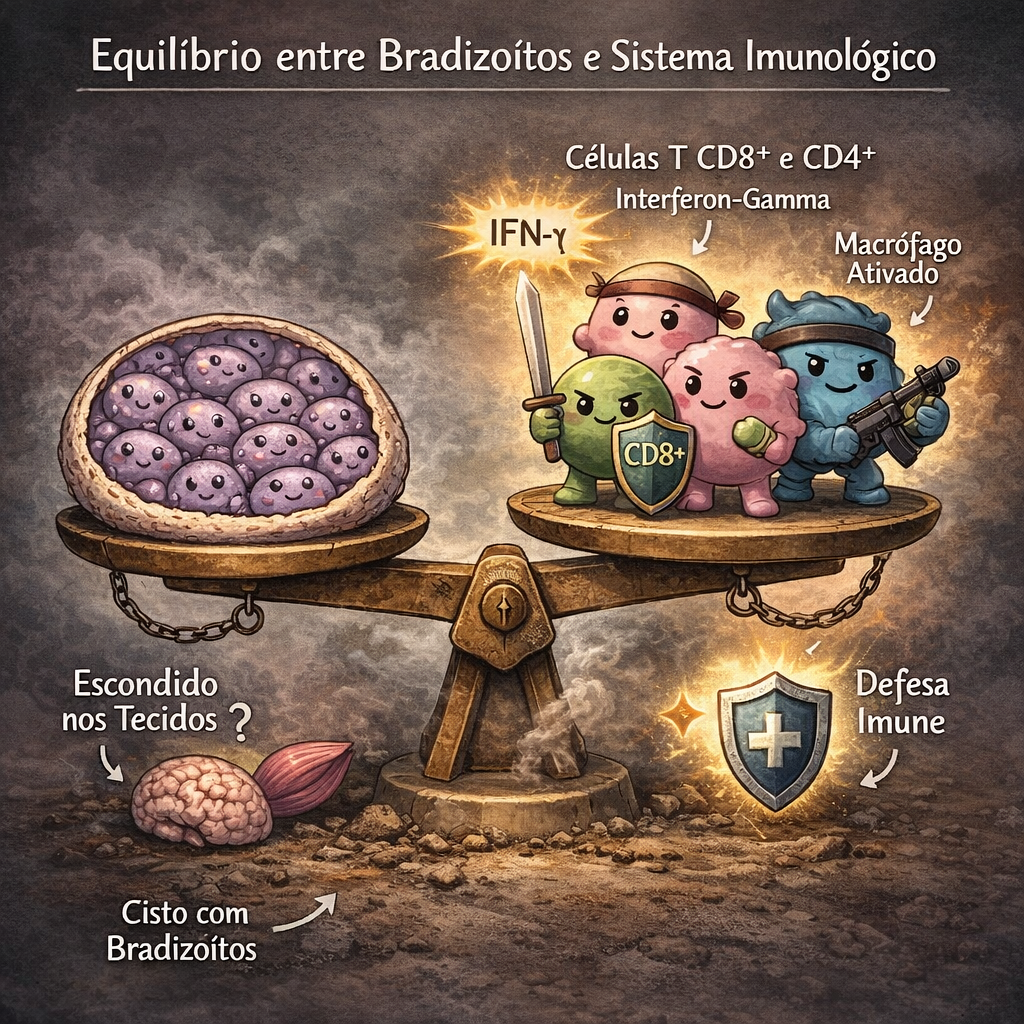 Equilíbrio entre Bradizoítos e Sistema Imunológico
Células T CD8⁺ e CD4⁺
Interferon-Gamma
IFN-γ
Macrófago
Ativado
CD8+
Escondido
nos Tecidos ?
Defesa
Imune
Cisto com
Bradizoítos